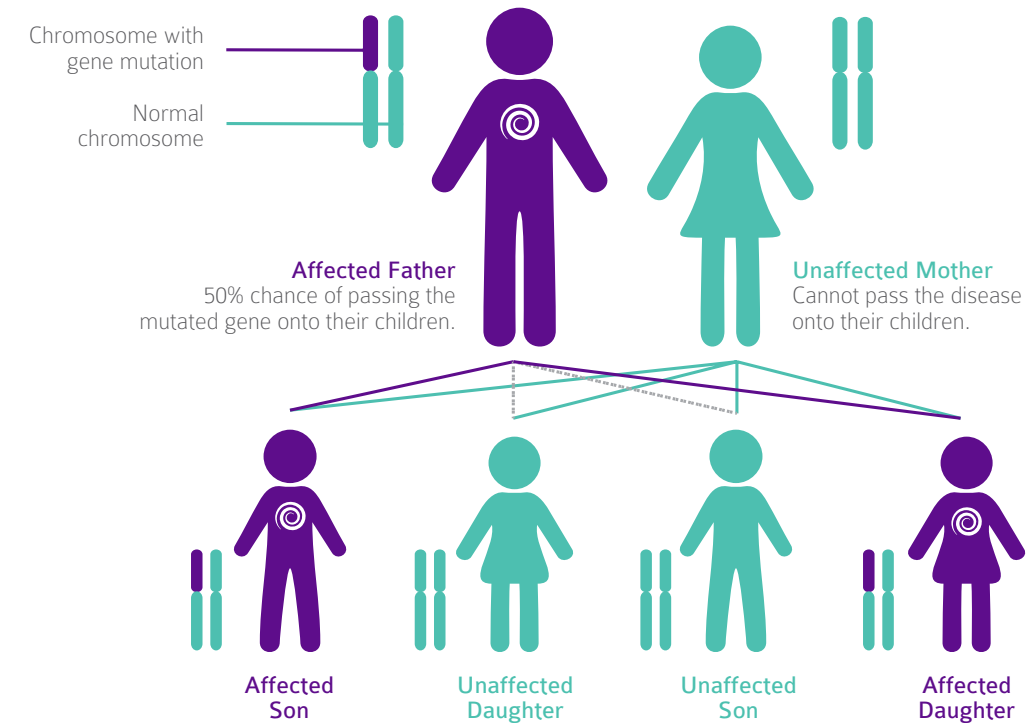 Chromosome with
gene mutation
Normal
chromosome
Affected Father
50% chance of passing the
mutated gene onto their children.
Unaffected Mother
Cannot pass the disease
onto their children.
Affected
Son
Unaffected
Daughter
Unaffected
Son
Affected
Daughter